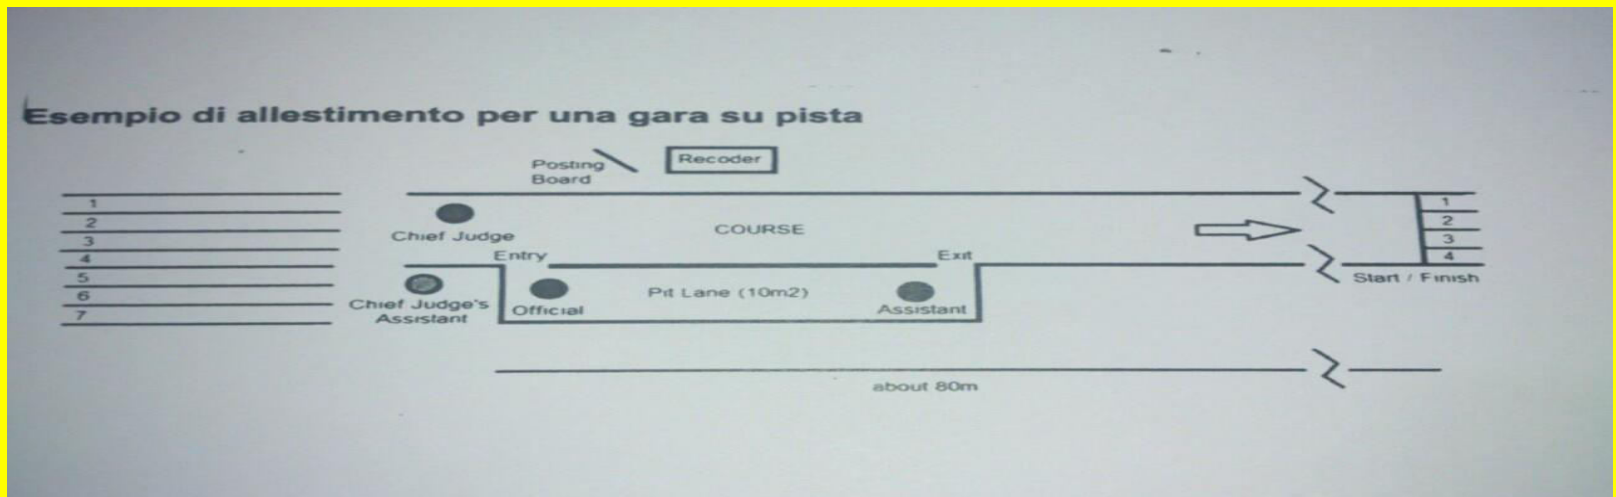 Esempio di allestimento per una gara su pista
Posting
Board
Recoder
1
2
3
4
5
6
7
Chief Judge
COURSE
1
2
3
4
Entry
Exit
Chief Judge's
Assistant
Official
Pit Lane (10m2)
Assistant
Start / Finish
about 80m